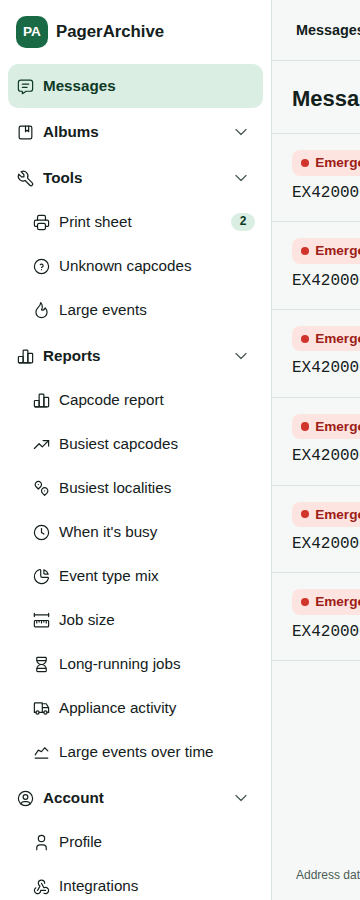 PA PagerArchive
Messages
Albums
Tools
Print sheet 2
Unknown capcodes
Large events
Reports
Capcode report
Busiest capcodes
Busiest localities
When it's busy
Event type mix
Job size
Long-running jobs
Appliance activity
Large events over time
Account
Profile
Integrations
Messages
Messa
Emerge
EX42000
Emerge
EX42000
Emerge
EX42000
Emerge
EX42000
Emerge
EX42000
Emerge
EX42000
Address dat